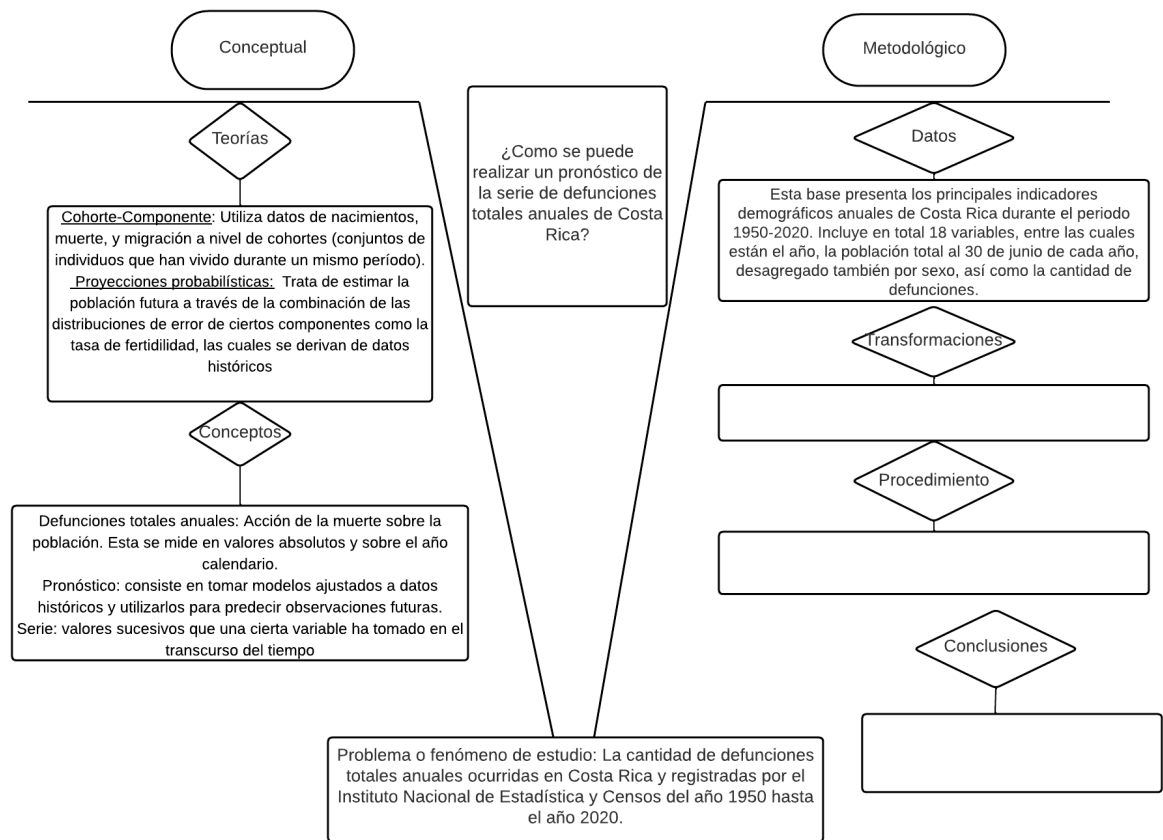 Conceptual
Teorías
Cohorte-Componente: Utiliza datos de nacimientos,
muerte, y migración a nivel de cohortes (conjuntos de
individuos que han vivido durante un mismo período).
Proyecciones probabilísticas: Trata de estimar la
población futura a través de la combinación de las
distribuciones de error de ciertos componentes como la
tasa de fertidilidad, las cuales se derivan de datos
históricos
Conceptos
Defunciones totales anuales: Acción de la muerte sobre la
población. Esta se mide en valores absolutos y sobre el año
calendario.
Pronóstico: consiste en tomar modelos ajustados a datos
históricos y utilizarlos para predecir observaciones futuras.
Serie: valores sucesivos que una cierta variable ha tomado en el
transcurso del tiempo
¿Como se puede
realizar un pronóstico de
la serie de defunciones
totales anuales de Costa
Rica?
Metodológico
Datos
Esta base presenta los principales indicadores
demográficos anuales de Costa Rica durante el periodo
1950-2020. Incluye en total 18 variables, entre las cuales
están el año, la población total al 30 de junio de cada año,
desagregado también por sexo, así como la cantidad de
defunciones.
Transformaciones
Procedimiento
Conclusiones
Problema o fenómeno de estudio: La cantidad de defunciones
totales anuales ocurridas en Costa Rica y registradas por el
Instituto Nacional de Estadística y Censos del año 1950 hasta
el año 2020.